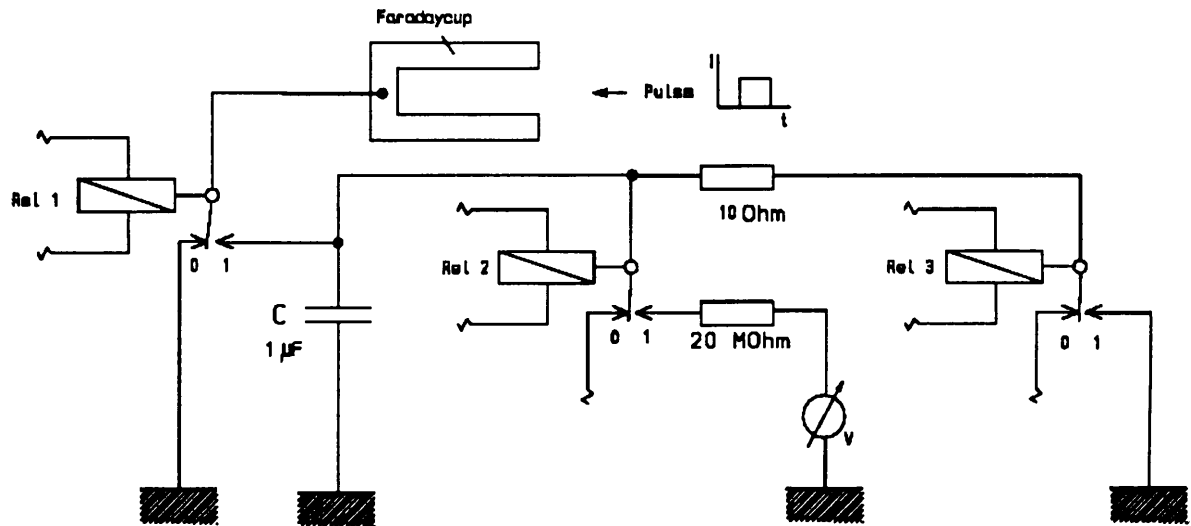 Faradaycup
Pulse
I
t
Rel 1
0 1
10 Ohm
Rel 2
Rel 3
C
1 µF
0 1
20 MOhm
0 1
V